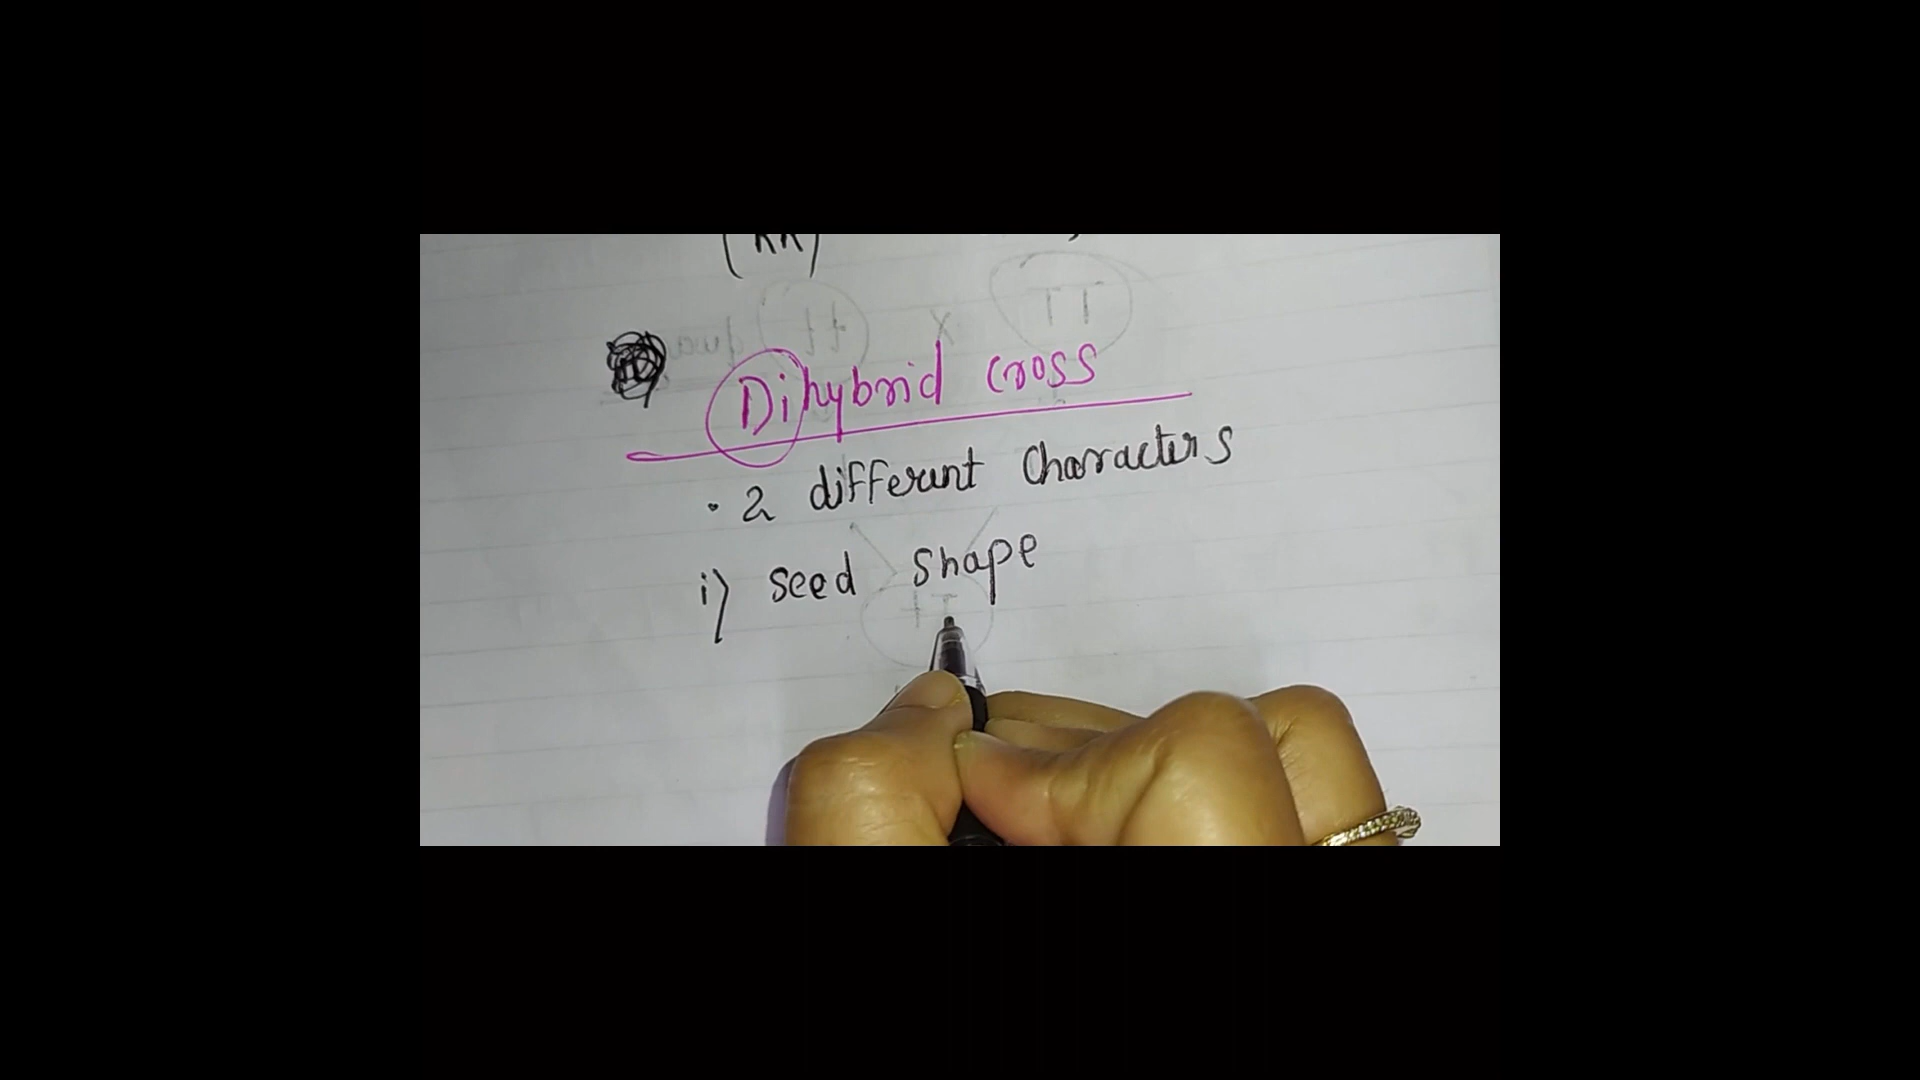 Dihybrid cross
• 2 different Characters
i) seed shape